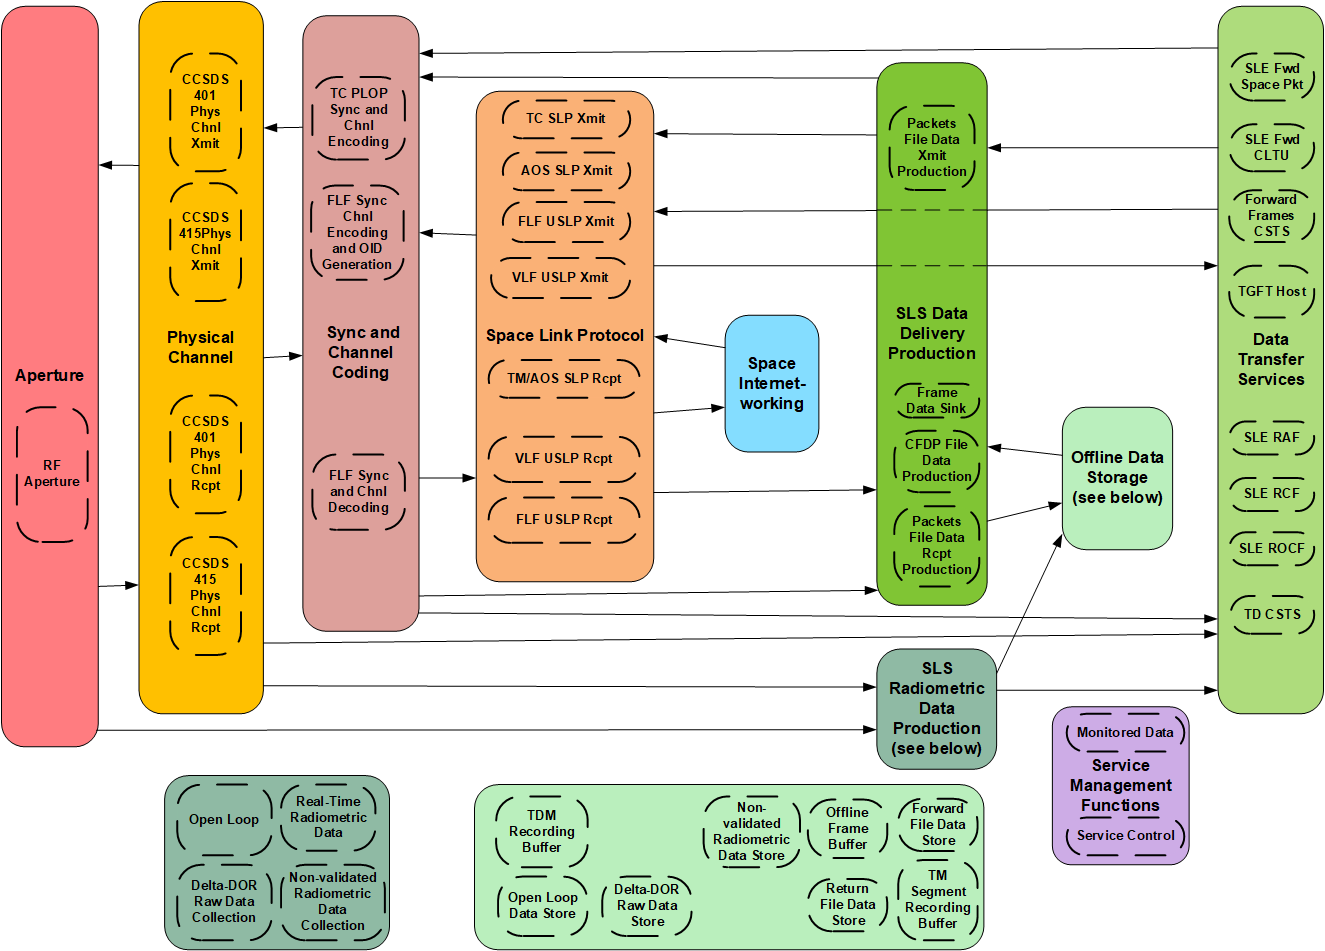 Aperture
RF
Aperture
CCSDS
401
Phys
Chnl
Xmit
CCSDS
415Phys
Chnl
Xmit
Physical
Channel
CCSDS
401
Phys
Chnl
Rcpt
CCSDS
415
Phys
Chnl
Rcpt
TC PLOP
Sync and
Chnl
Encoding
FLF Sync
Chnl
Encoding
and OID
Generation
Sync and
Channel
Coding
FLF Sync
and Chnl
Decoding
TC SLP Xmit
AOS SLP Xmit
FLF USLP Xmit
VLF USLP Xmit
Space Link Protocol
TM/AOS SLP Rcpt
VLF USLP Rcpt
FLF USLP Rcpt
Space
Internet-
working
Packets
File Data
Xmit
Production
SLS Data
Delivery
Production
Frame
Data Sink
CFDP File
Data
Production
Packets
File Data
Rcpt
Production
Offline Data
Storage
(see below)
SLE Fwd
Space Pkt
SLE Fwd
CLTU
Forward
Frames
CSTS
TGFT Host
Data
Transfer
Services
SLE RAF
SLE RCF
SLE ROCF
TD CSTS
SLS
Radiometric
Data
Production
(see below)
Monitored Data
Service
Management
Functions
Service Control
Open Loop
Real-Time
Radiometric
Data
Delta-DOR
Raw Data
Collection
Non-validated
Radiometric
Data
Collection
TDM
Recording
Buffer
Non-
validated
Radiometric
Data Store
Offline
Frame
Buffer
Forward
File Data
Store
Open Loop
Data Store
Delta-DOR
Raw Data
Store
Return
File Data
Store
TM
Segment
Recording
Buffer